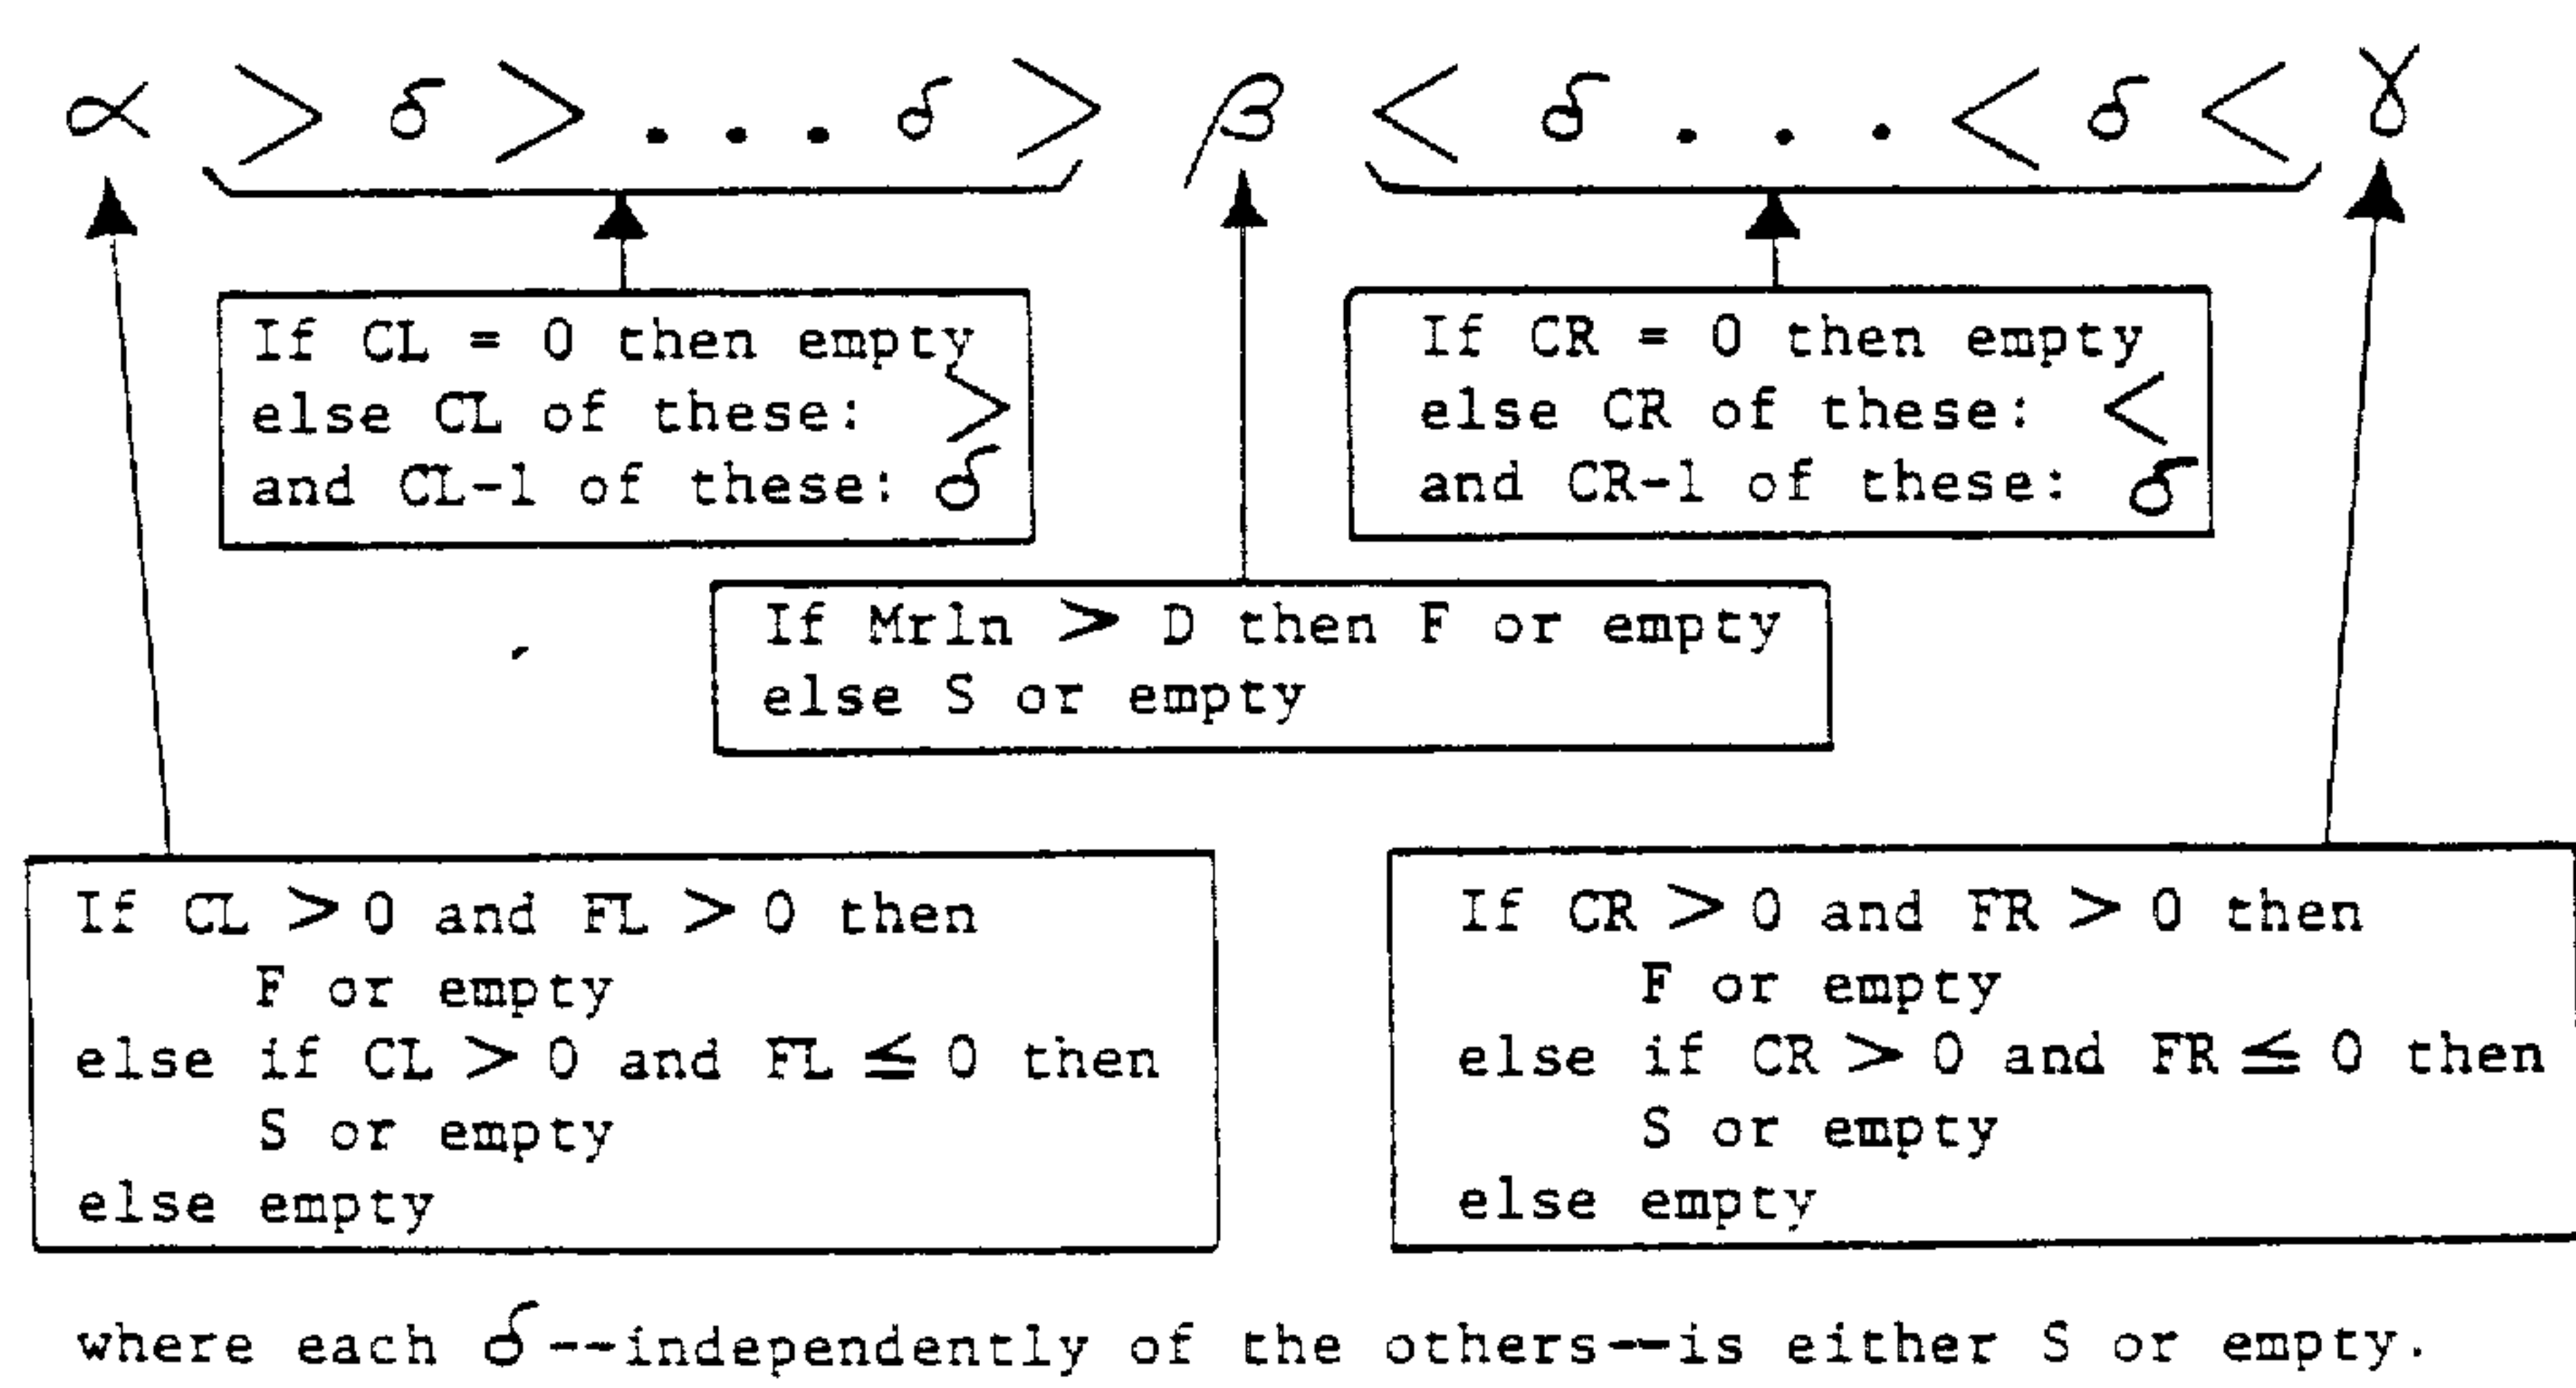 α > δ > . . . δ > β < δ . . . < δ < γ
If CL = 0 then empty
else CL of these: >
and CL-1 of these: δ
If CR = 0 then empty
else CR of these: <
and CR-1 of these: δ
If Mrln > D then F or empty
else S or empty
If CL > 0 and FL > 0 then
F or empty
else if CL > 0 and FL ≤ 0 then
S or empty
else empty
If CR > 0 and FR > 0 then
F or empty
else if CR > 0 and FR ≤ 0 then
S or empty
else empty
where each δ--independently of the others--is either S or empty.